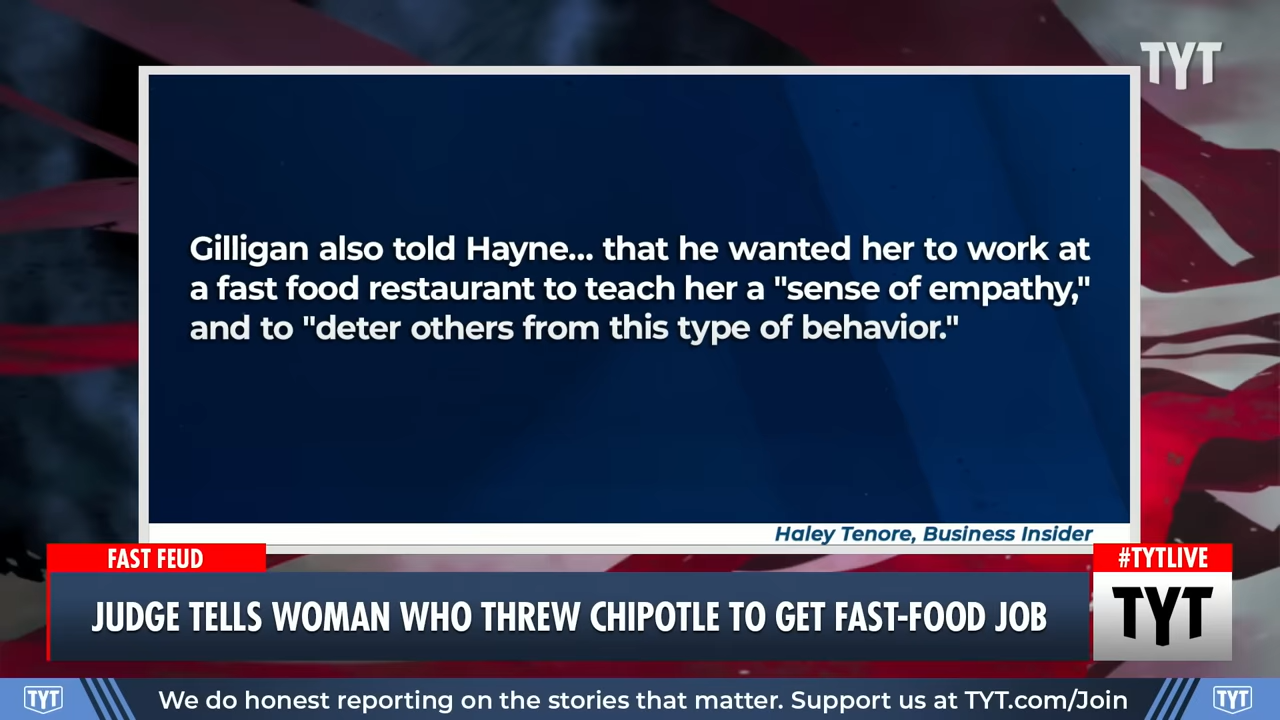 TYT
Gilligan also told Hayne... that he wanted her to work at
a fast food restaurant to teach her a "sense of empathy,"
and to "deter others from this type of behavior."
Haley Tenore, Business Insider
FAST FEUD
#TYTLIVE
JUDGE TELLS WOMAN WHO THREW CHIPOTLE TO GET FAST-FOOD JOB
TYT
TYT
We do honest reporting on the stories that matter. Support us at TYT.com/Join
TYT